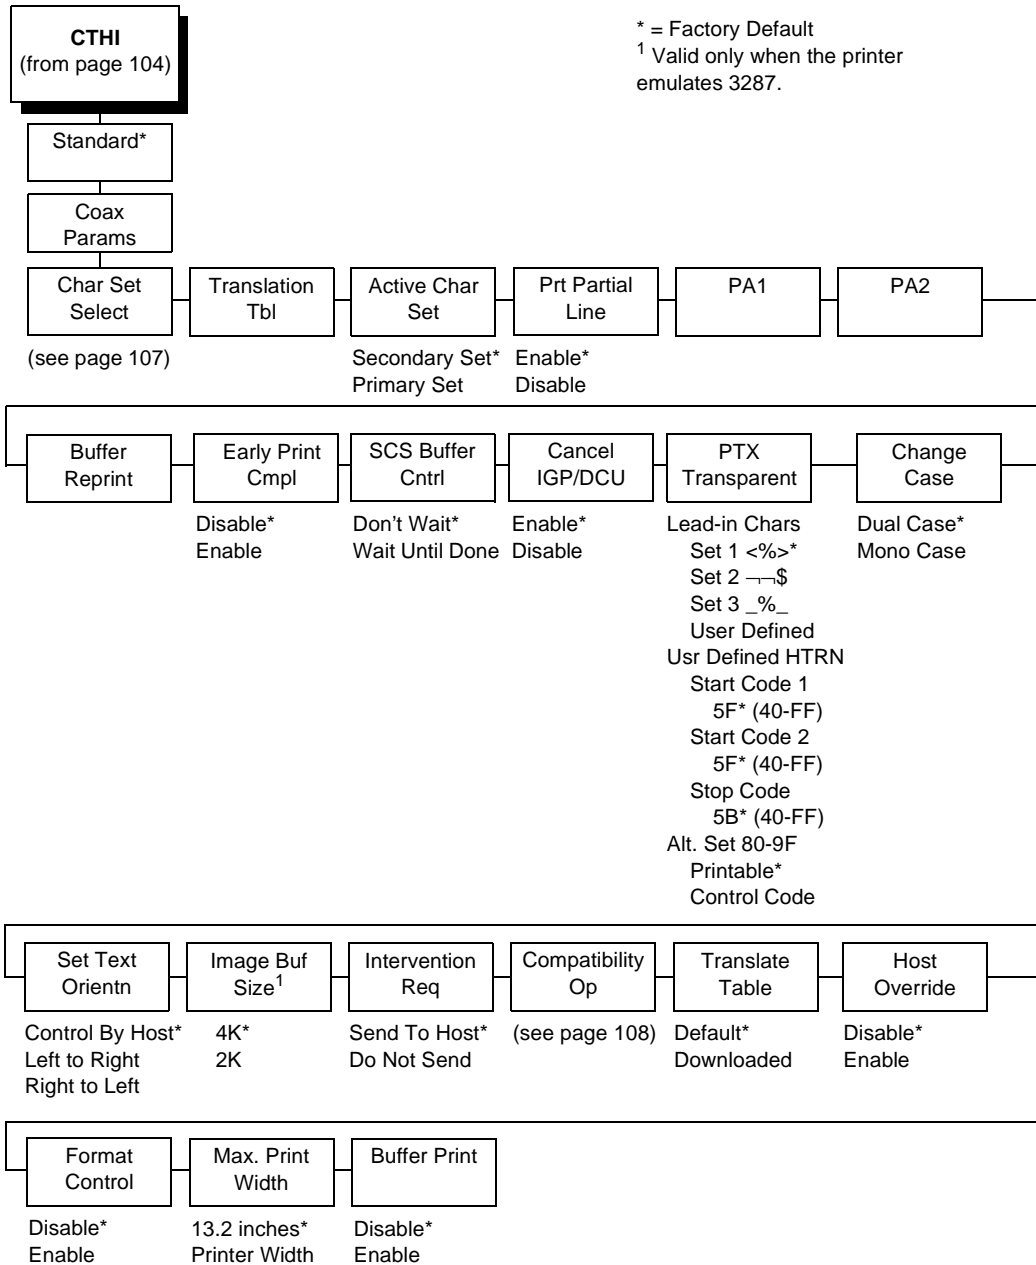 CTHI
(from page 104)
* = Factory Default
1 Valid only when the printer
emulates 3287.
Standard*
Coax
Params
Char Set
Select
Translation
Tbl
Active Char
Set
Prt Partial
Line
PA1
PA2
(see page 107)
Secondary Set*
Primary Set
Enable*
Disable
Buffer
Reprint
Early Print
Cmpl
SCS Buffer
Cntrl
Cancel
IGP/DCU
PTX
Transparent
Change
Case
Disable*
Enable
Don't Wait*
Wait Until Done
Enable*
Disable
Lead-in Chars
Set 1 <%>*
Set 2 ¬¬$
Set 3 _%_
User Defined
Usr Defined HTRN
Start Code 1
5F* (40-FF)
Start Code 2
5F* (40-FF)
Stop Code
5B* (40-FF)
Alt. Set 80-9F
Printable*
Control Code
Dual Case*
Mono Case
Set Text
Orientn
Image Buf
Size1
Intervention
Req
Compatibility
Op
Translate
Table
Host
Override
Control By Host*
Left to Right
Right to Left
4K*
2K
Send To Host*
Do Not Send
(see page 108)
Default*
Downloaded
Disable*
Enable
Format
Control
Max. Print
Width
Buffer Print
Disable*
Enable
13.2 inches*
Printer Width
Disable*
Enable